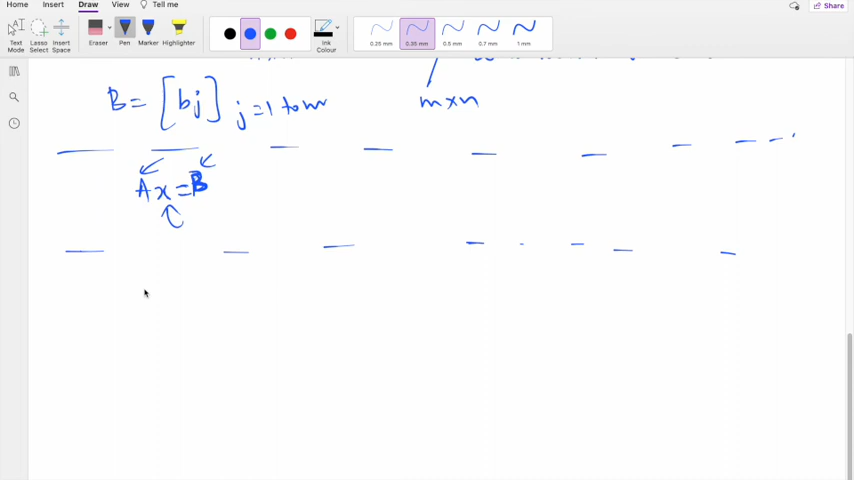 Home Insert Draw View Tell me Share
Text Mode Lasso Select Insert Space Eraser Pen Marker Highlighter Ink Colour 0.25 mm 0.35 mm 0.5 mm 0.7 mm 1 mm
B = [bj] j=1 to m
m×n
Ax=B